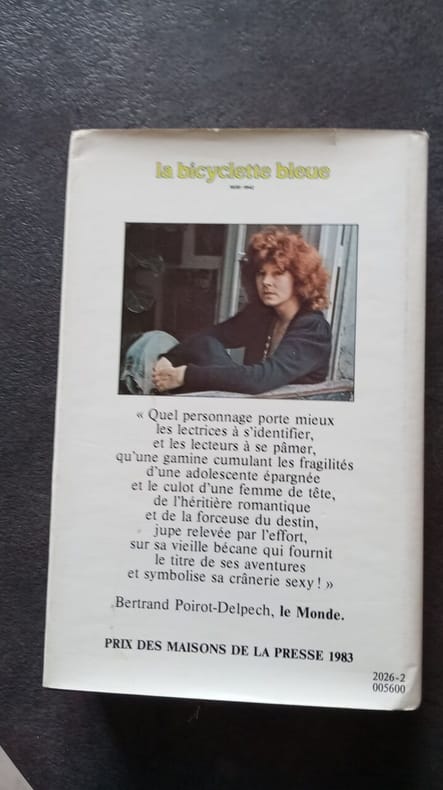 la bicyclette bleue
1939-1942
« Quel personnage porte mieux
les lectrices à s'identifier,
et les lecteurs à se pâmer,
qu'une gamine cumulant les fragilités
d'une adolescente épargnée
et le culot d'une femme de tête,
de l'héritière romantique
et de la forceuse du destin,
jupe relevée par l'effort,
sur sa vieille bécane qui fournit
le titre de ses aventures
et symbolise sa crânerie sexy ! »
Bertrand Poirot-Delpech, le Monde.
PRIX DES MAISONS DE LA PRESSE 1983
2026-2
005600